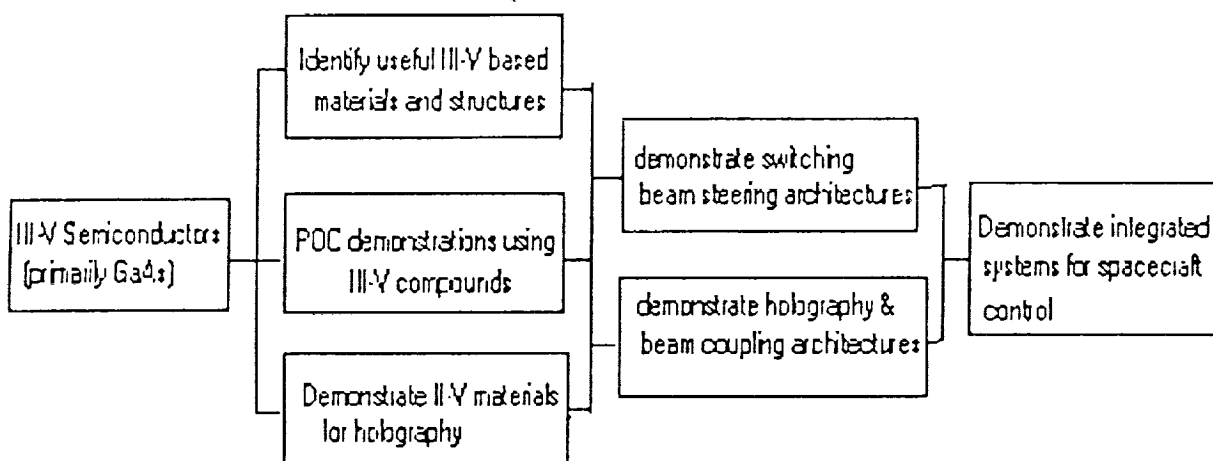 III-V Semiconductors
(primarily GaAs)
Identify useful III-V based
materials and structures
POC demonstrations using
III-V compounds
Demonstrate II-V materials
for holography
demonstrate switching
beam steering architectures
demonstrate holography &
beam coupling architectures
Demonstrate integrated
systems for spacecraft
control